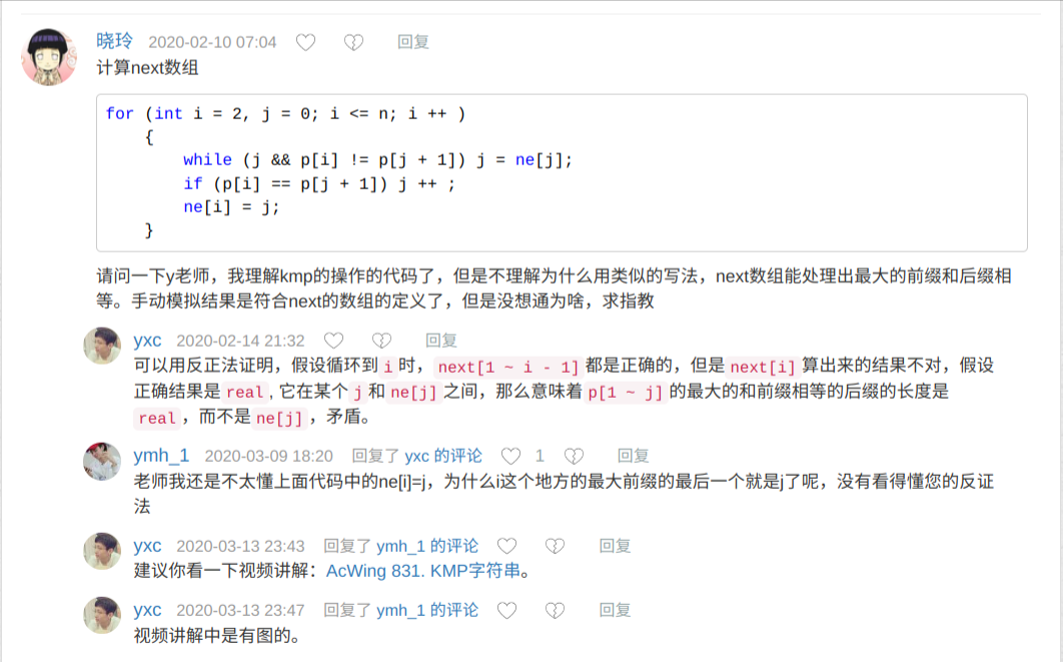 晓玲 2020-02-10 07:04 回复
计算next数组
for (int i = 2, j = 0; i <= n; i ++ )
{
while (j && p[i] != p[j + 1]) j = ne[j];
if (p[i] == p[j + 1]) j ++ ;
ne[i] = j;
}
请问一下y老师，我理解kmp的操作的代码了，但是不理解为什么用类似的写法，next数组能处理出最大的前缀和后缀相
等。手动模拟结果是符合next的数组的定义了，但是没想通为啥，求指教
yxc 2020-02-14 21:32 回复
可以用反正法证明，假设循环到 i 时， next[1 ~ i - 1] 都是正确的，但是 next[i] 算出来的结果不对，假设
正确结果是 real , 它在某个 j 和 ne[j] 之间，那么意味着 p[1 ~ j] 的最大的和前缀相等的后缀的长度是
real ，而不是 ne[j] ，矛盾。
ymh_1 2020-03-09 18:20 回复了 yxc 的评论 1 回复
老师我还是不太懂上面代码中的ne[i]=j，为什么i这个地方的最大前缀的最后一个就是j了呢，没有看得懂您的反证
法
yxc 2020-03-13 23:43 回复了 ymh_1 的评论 回复
建议你看一下视频讲解：AcWing 831. KMP字符串。
yxc 2020-03-13 23:47 回复了 ymh_1 的评论 回复
视频讲解中是有图的。